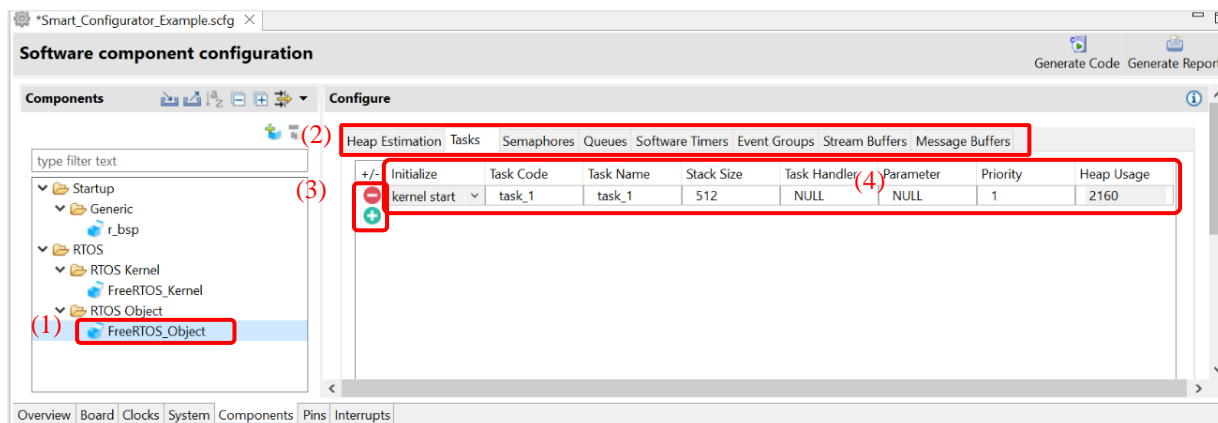 *Smart_Configurator_Example.scfg
Software component configuration
Generate Code Generate Report
Components
Configure
(2) Heap Estimation Tasks Semaphores Queues Software Timers Event Groups Stream Buffers Message Buffers
type filter text
+/- Initialize Task Code Task Name Stack Size Task Handler (4) Parameter Priority Heap Usage
(3) kernel start task_1 task_1 512 NULL NULL 1 2160
Startup
Generic
r_bsp
RTOS
RTOS Kernel
FreeRTOS_Kernel
RTOS Object
(1) FreeRTOS_Object
Overview Board Clocks System Components Pins Interrupts